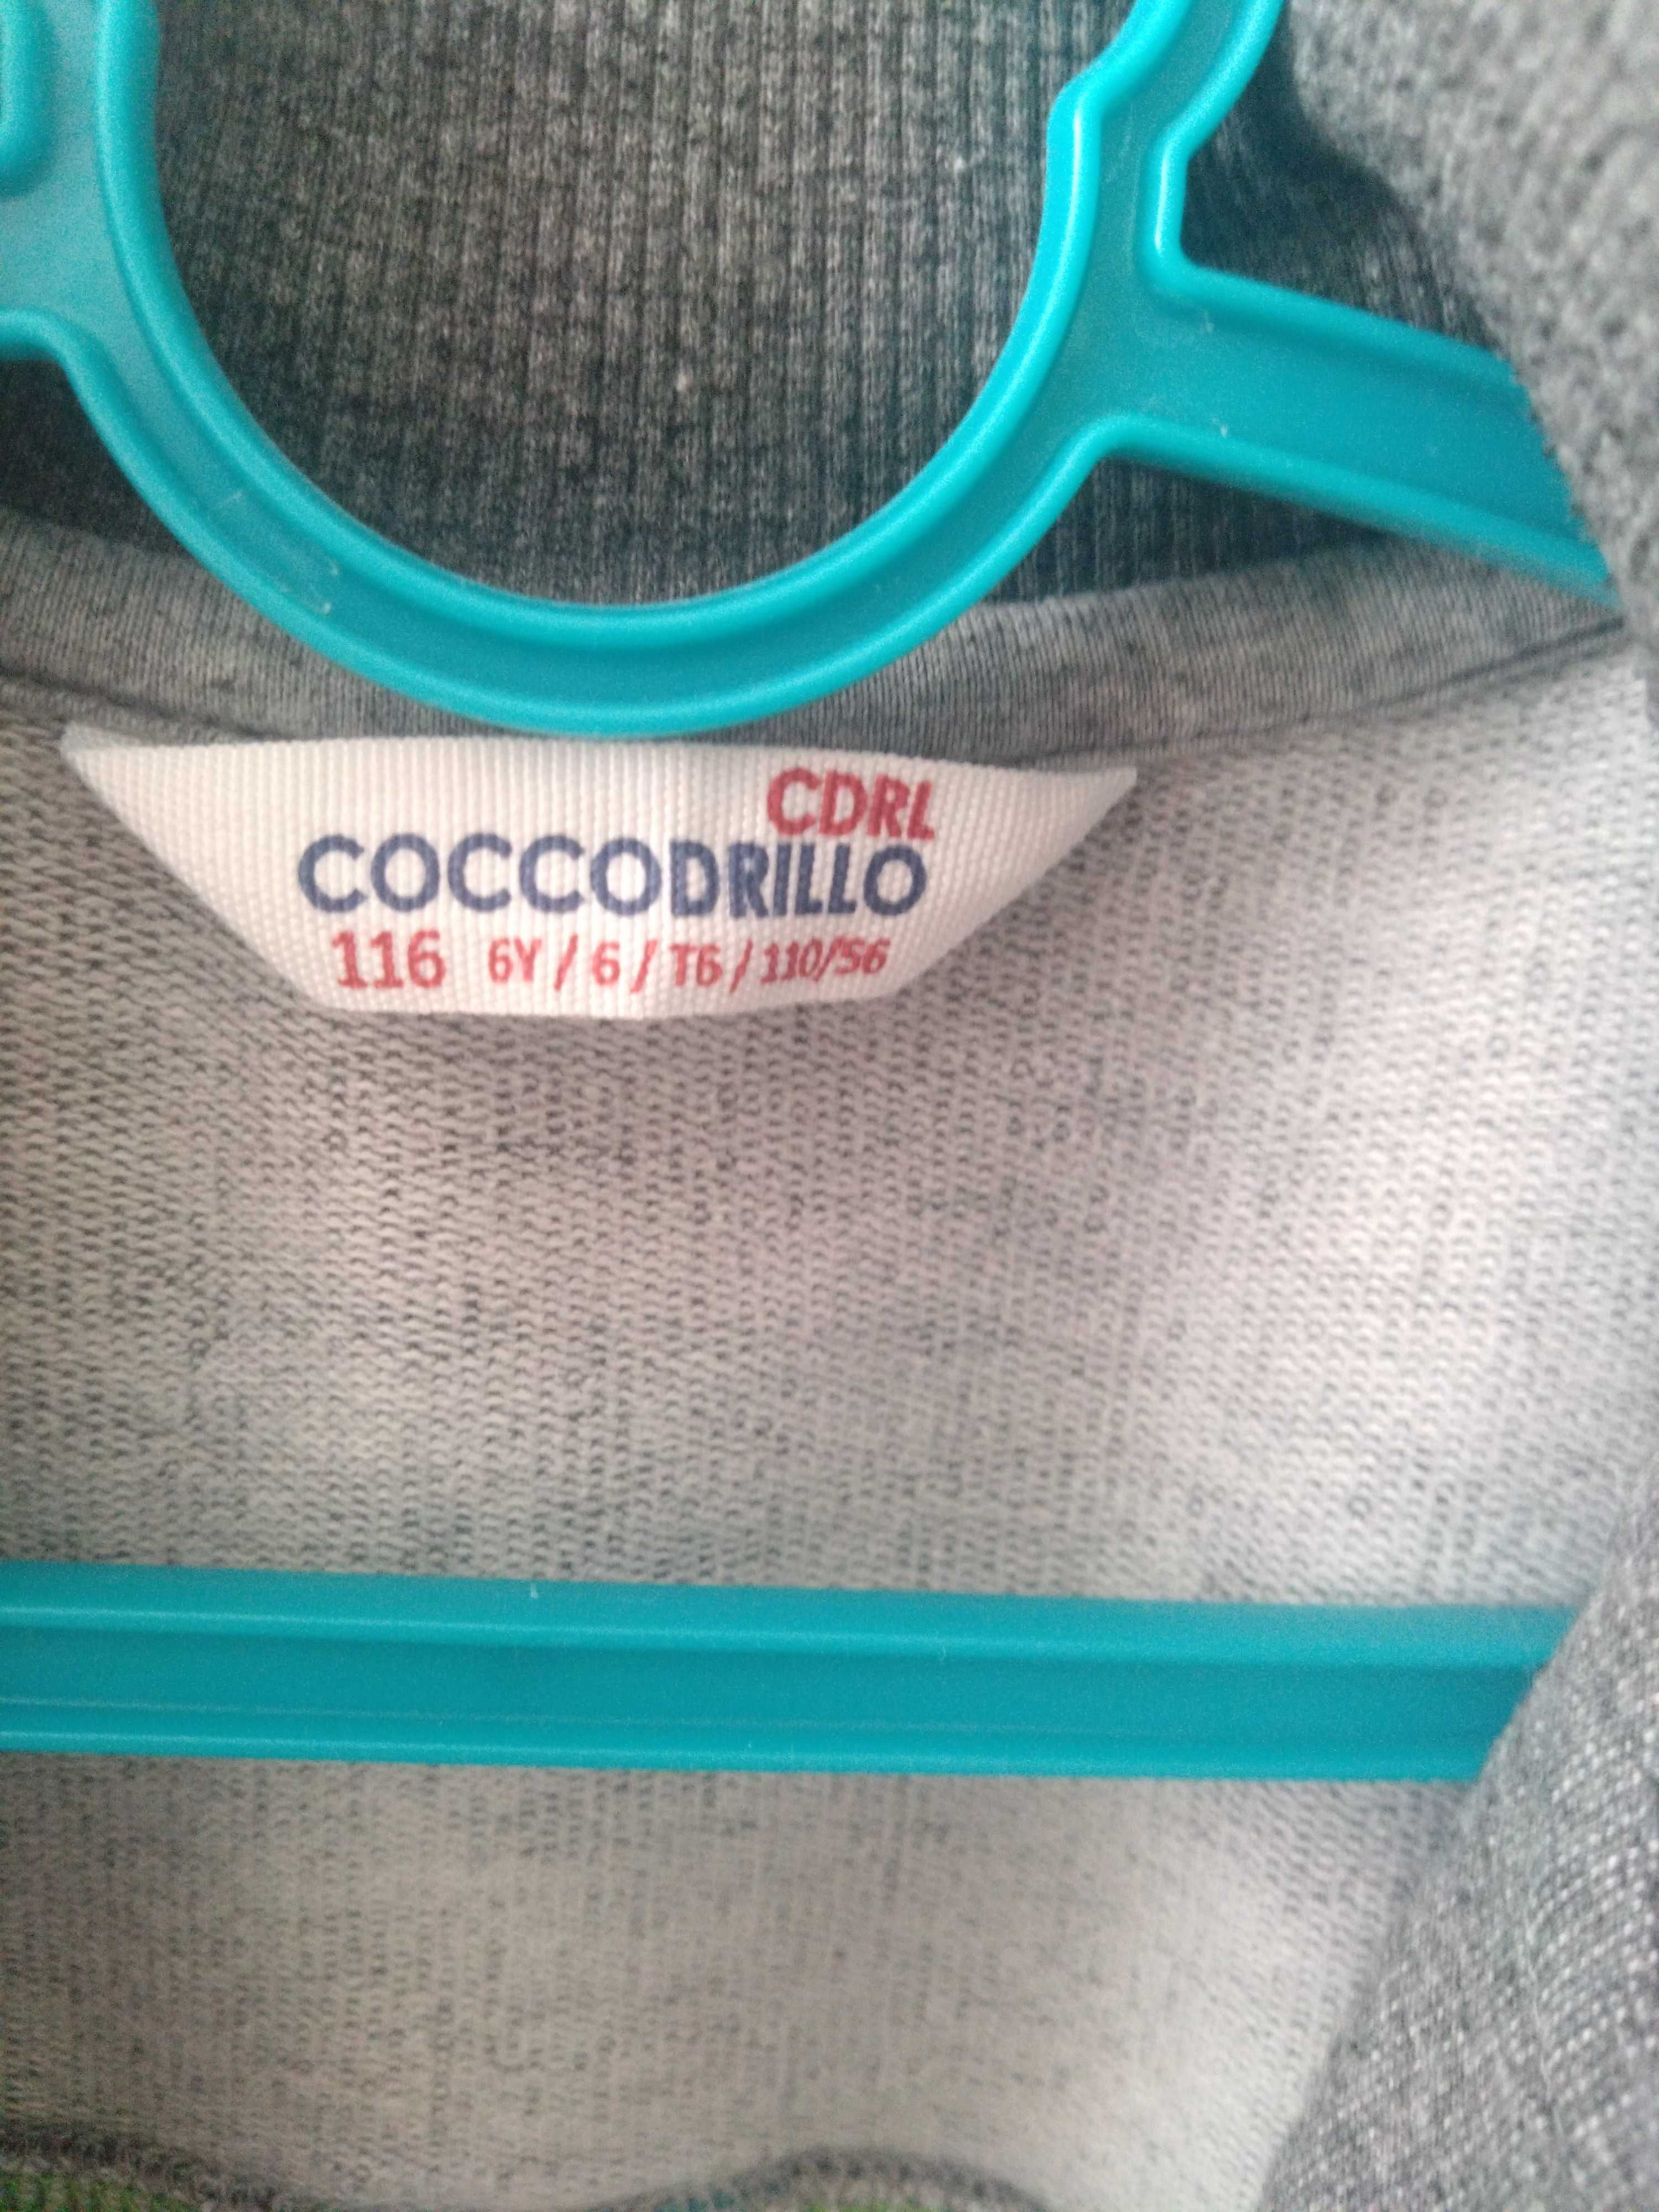 CDRL
COCCODRILLO
116 6Y / 6 / T6 / 110/56